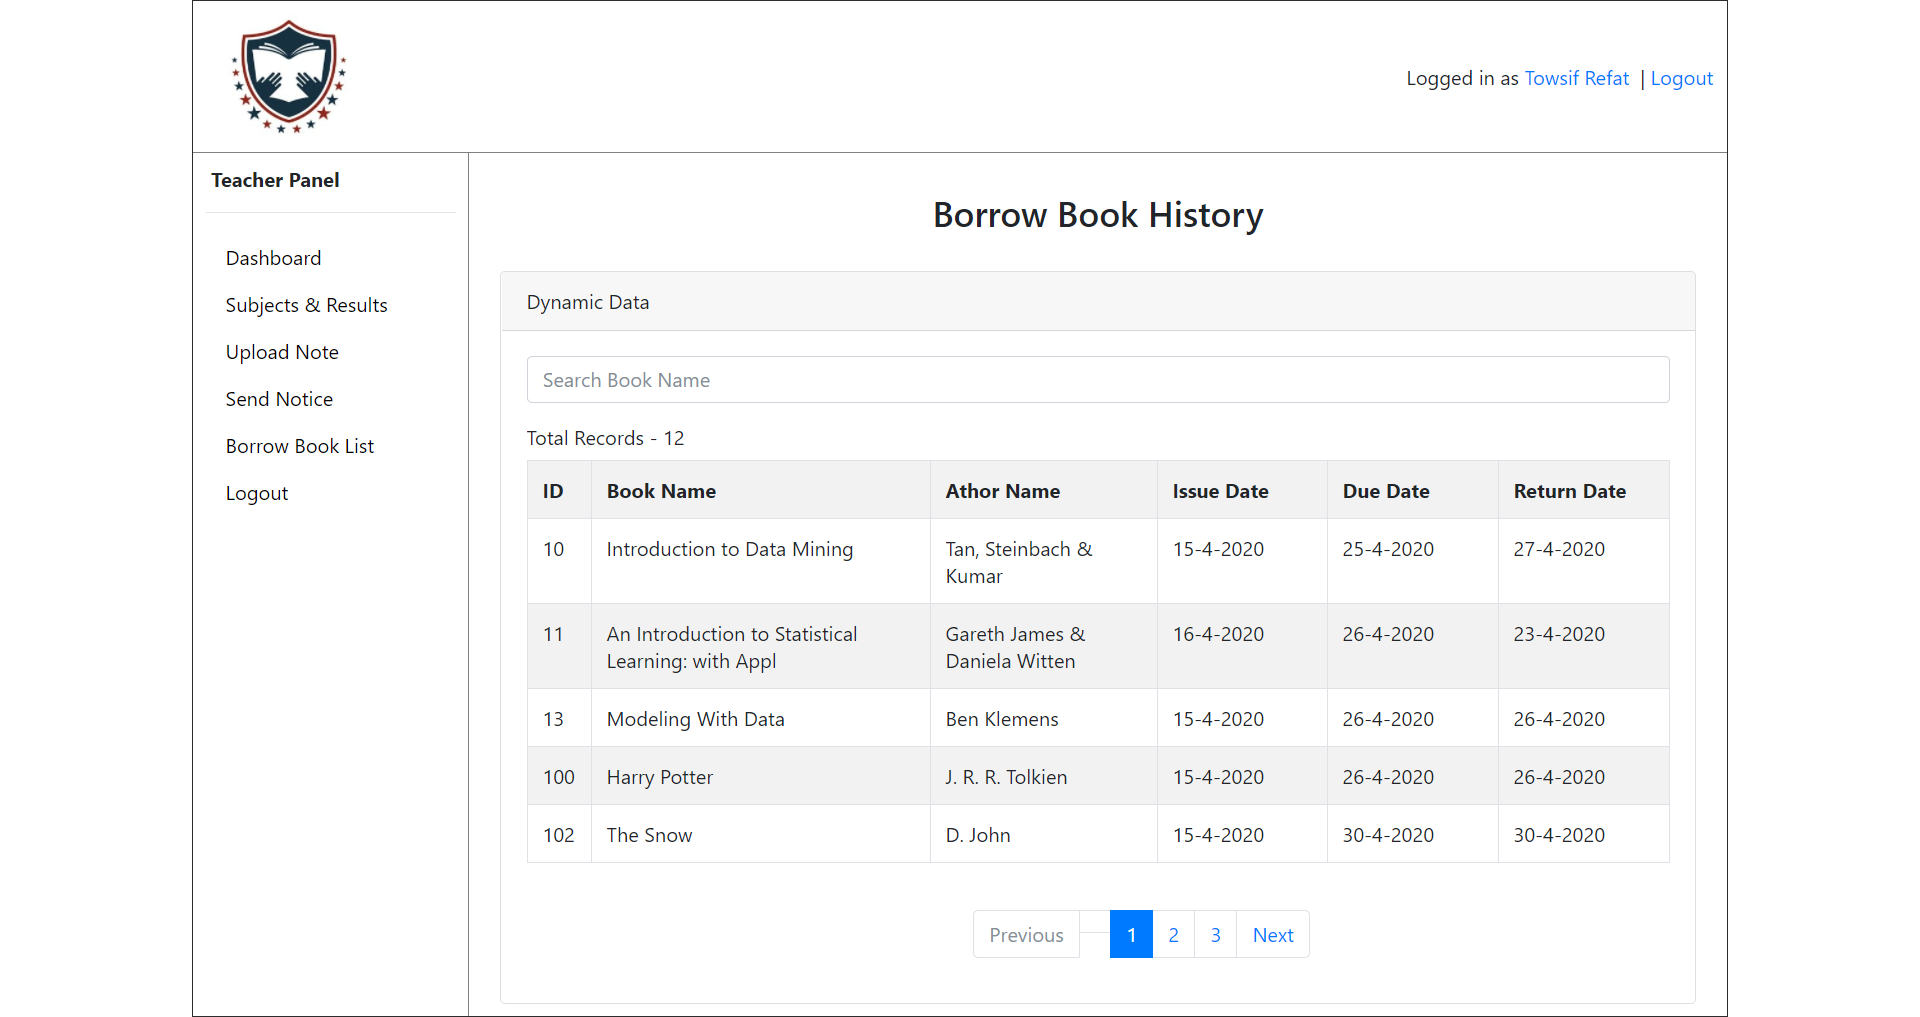 Logged in as Towsif Refat | Logout
Teacher Panel
Dashboard
Subjects & Results
Upload Note
Send Notice
Borrow Book List
Logout
Borrow Book History
Dynamic Data
Search Book Name
Total Records - 12
ID Book Name Athor Name Issue Date Due Date Return Date
10 Introduction to Data Mining Tan, Steinbach & 15-4-2020 25-4-2020 27-4-2020
Kumar
11 An Introduction to Statistical Gareth James & 16-4-2020 26-4-2020 23-4-2020
Learning: with Appl Daniela Witten
13 Modeling With Data Ben Klemens 15-4-2020 26-4-2020 26-4-2020
100 Harry Potter J. R. R. Tolkien 15-4-2020 26-4-2020 26-4-2020
102 The Snow D. John 15-4-2020 30-4-2020 30-4-2020
Previous 1 2 3 Next